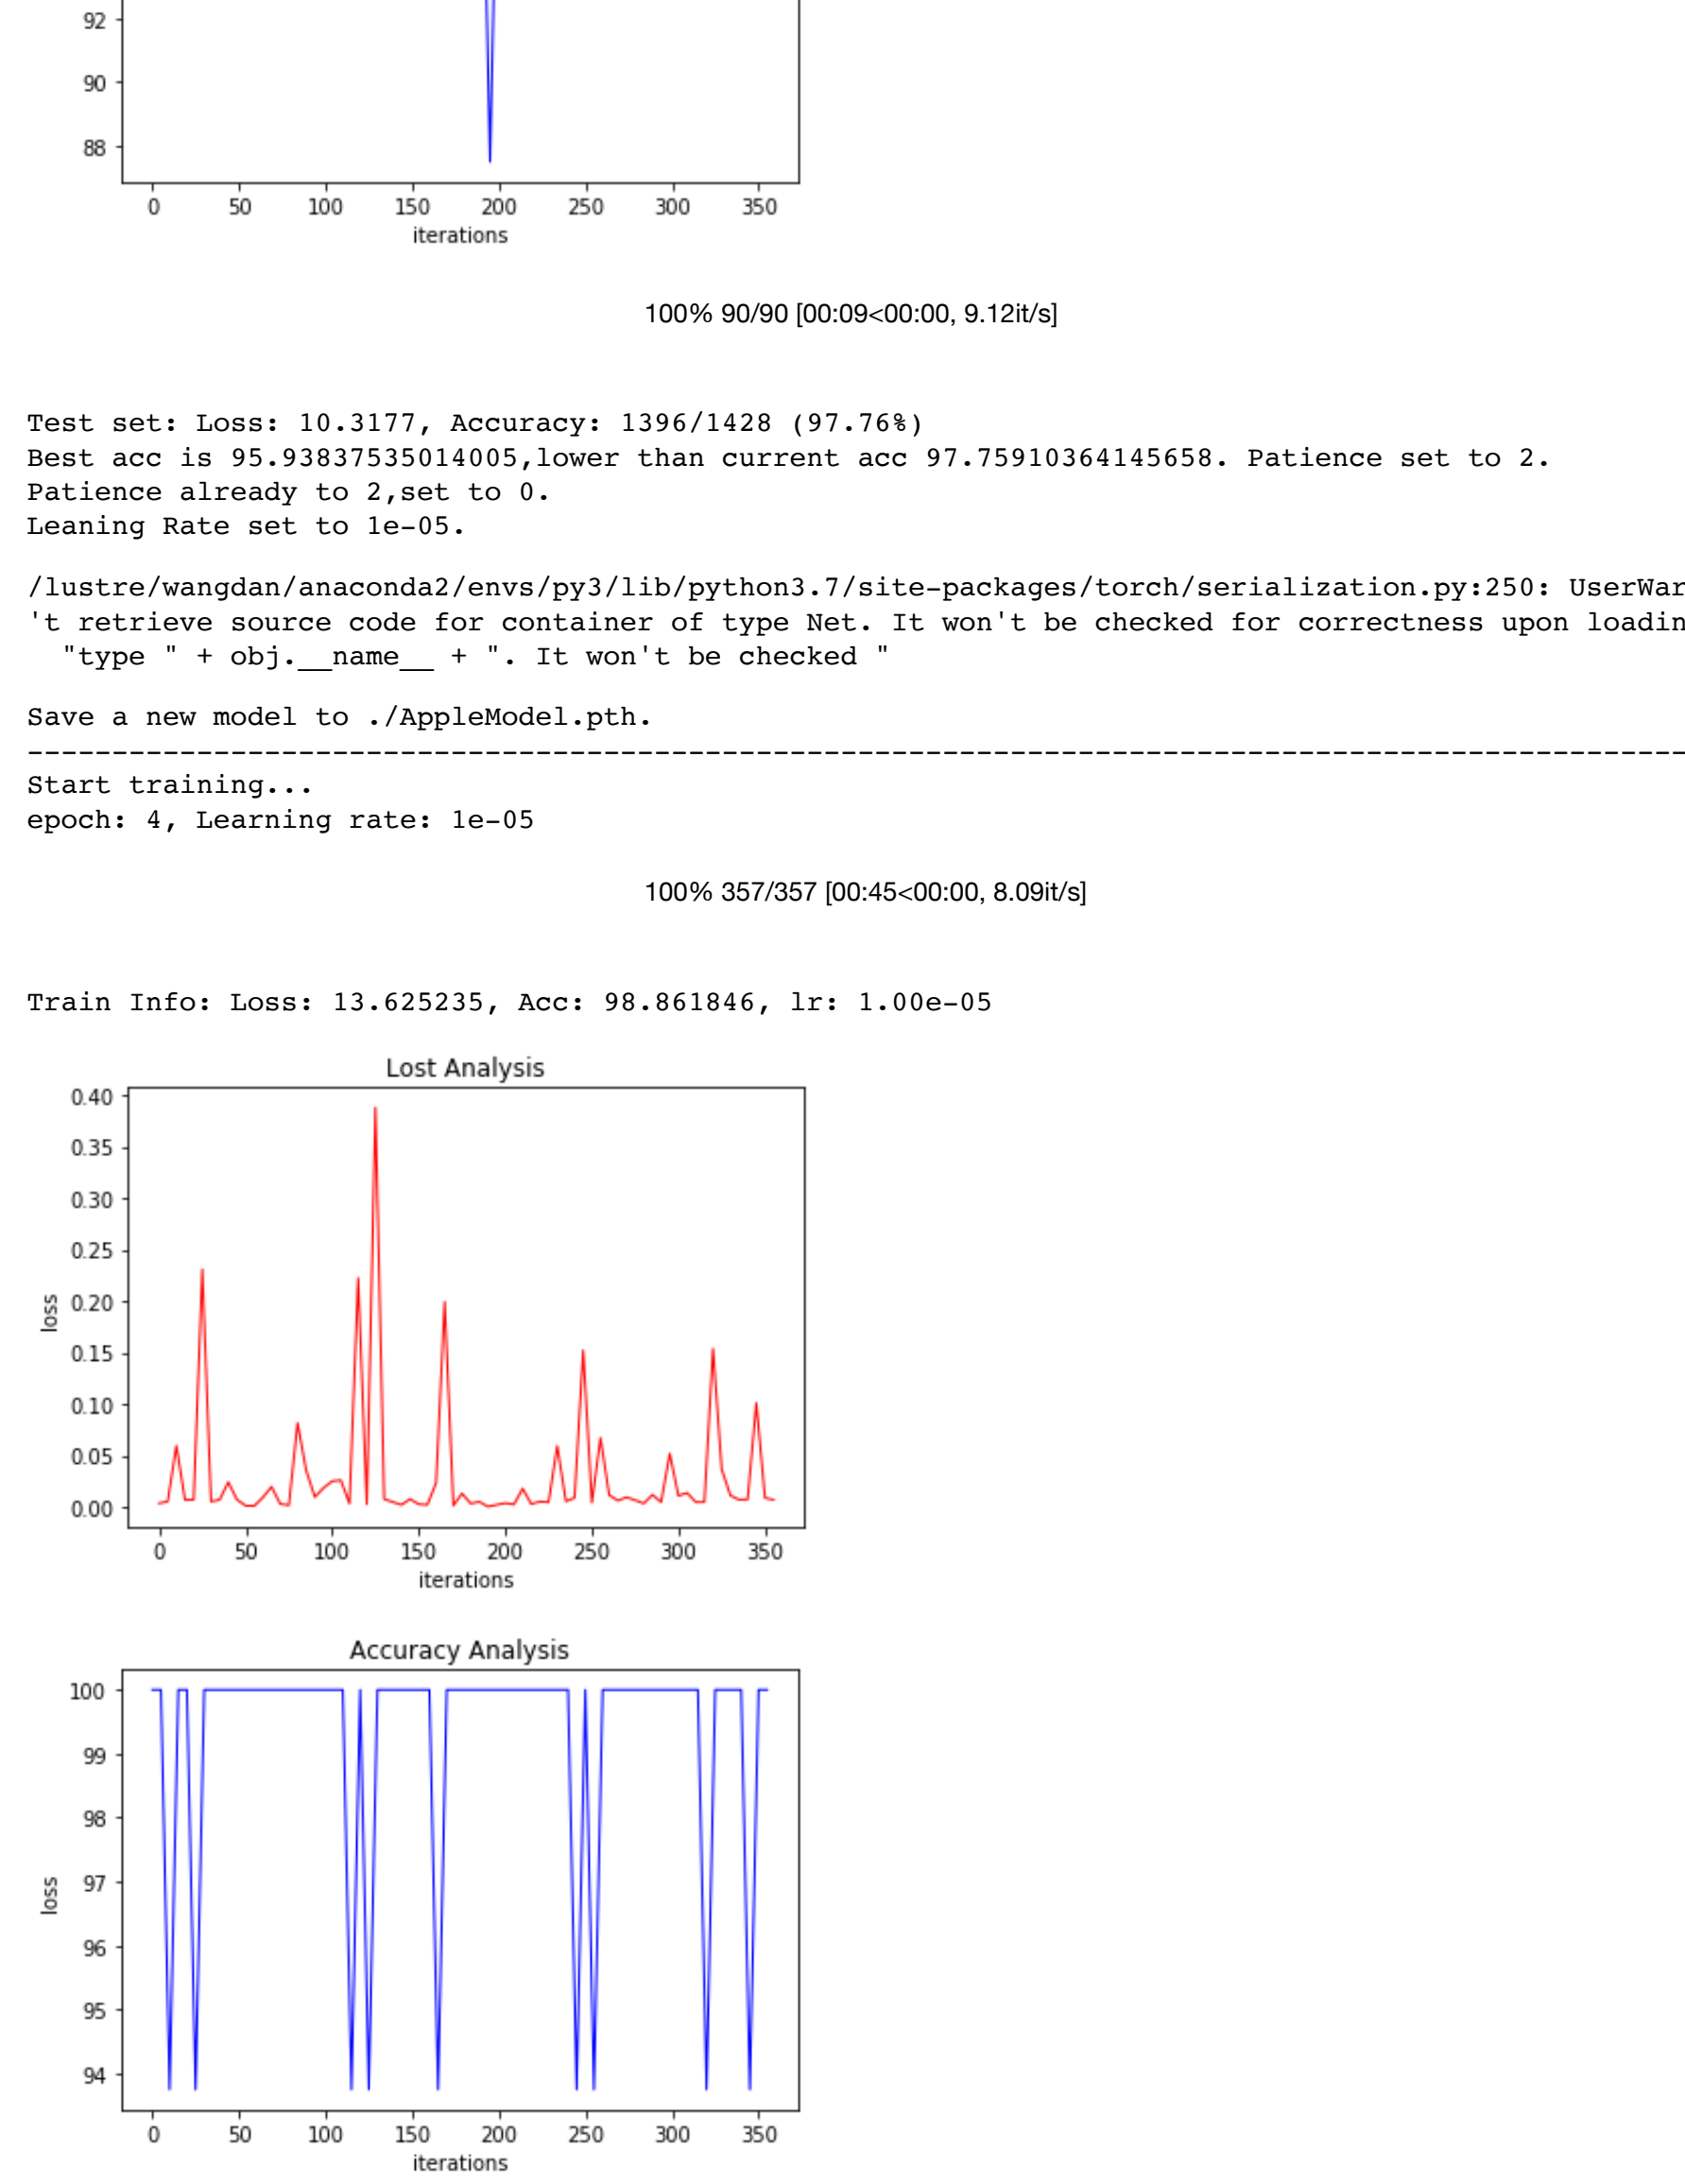 92
90
88
0 50 100 150 200 250 300 350
iterations
100% 90/90 [00:09<00:00, 9.12it/s]
Test set: Loss: 10.3177, Accuracy: 1396/1428 (97.76%)
Best acc is 95.93837535014005,lower than current acc 97.75910364145658. Patience set to 2.
Patience already to 2,set to 0.
Leaning Rate set to 1e-05.
/lustre/wangdan/anaconda2/envs/py3/lib/python3.7/site-packages/torch/serialization.py:250: UserWar
't retrieve source code for container of type Net. It won't be checked for correctness upon loadin
"type " + obj.__name__ + ". It won't be checked "
Save a new model to ./AppleModel.pth.
----------------------------------------------------------------------------------------------------
Start training...
epoch: 4, Learning rate: 1e-05
100% 357/357 [00:45<00:00, 8.09it/s]
Train Info: Loss: 13.625235, Acc: 98.861846, lr: 1.00e-05
Lost Analysis
0.40
0.35
0.30
0.25
0.20
0.15
0.10
0.05
0.00
loss
0 50 100 150 200 250 300 350
iterations
Accuracy Analysis
100
99
98
97
96
95
94
loss
0 50 100 150 200 250 300 350
iterations